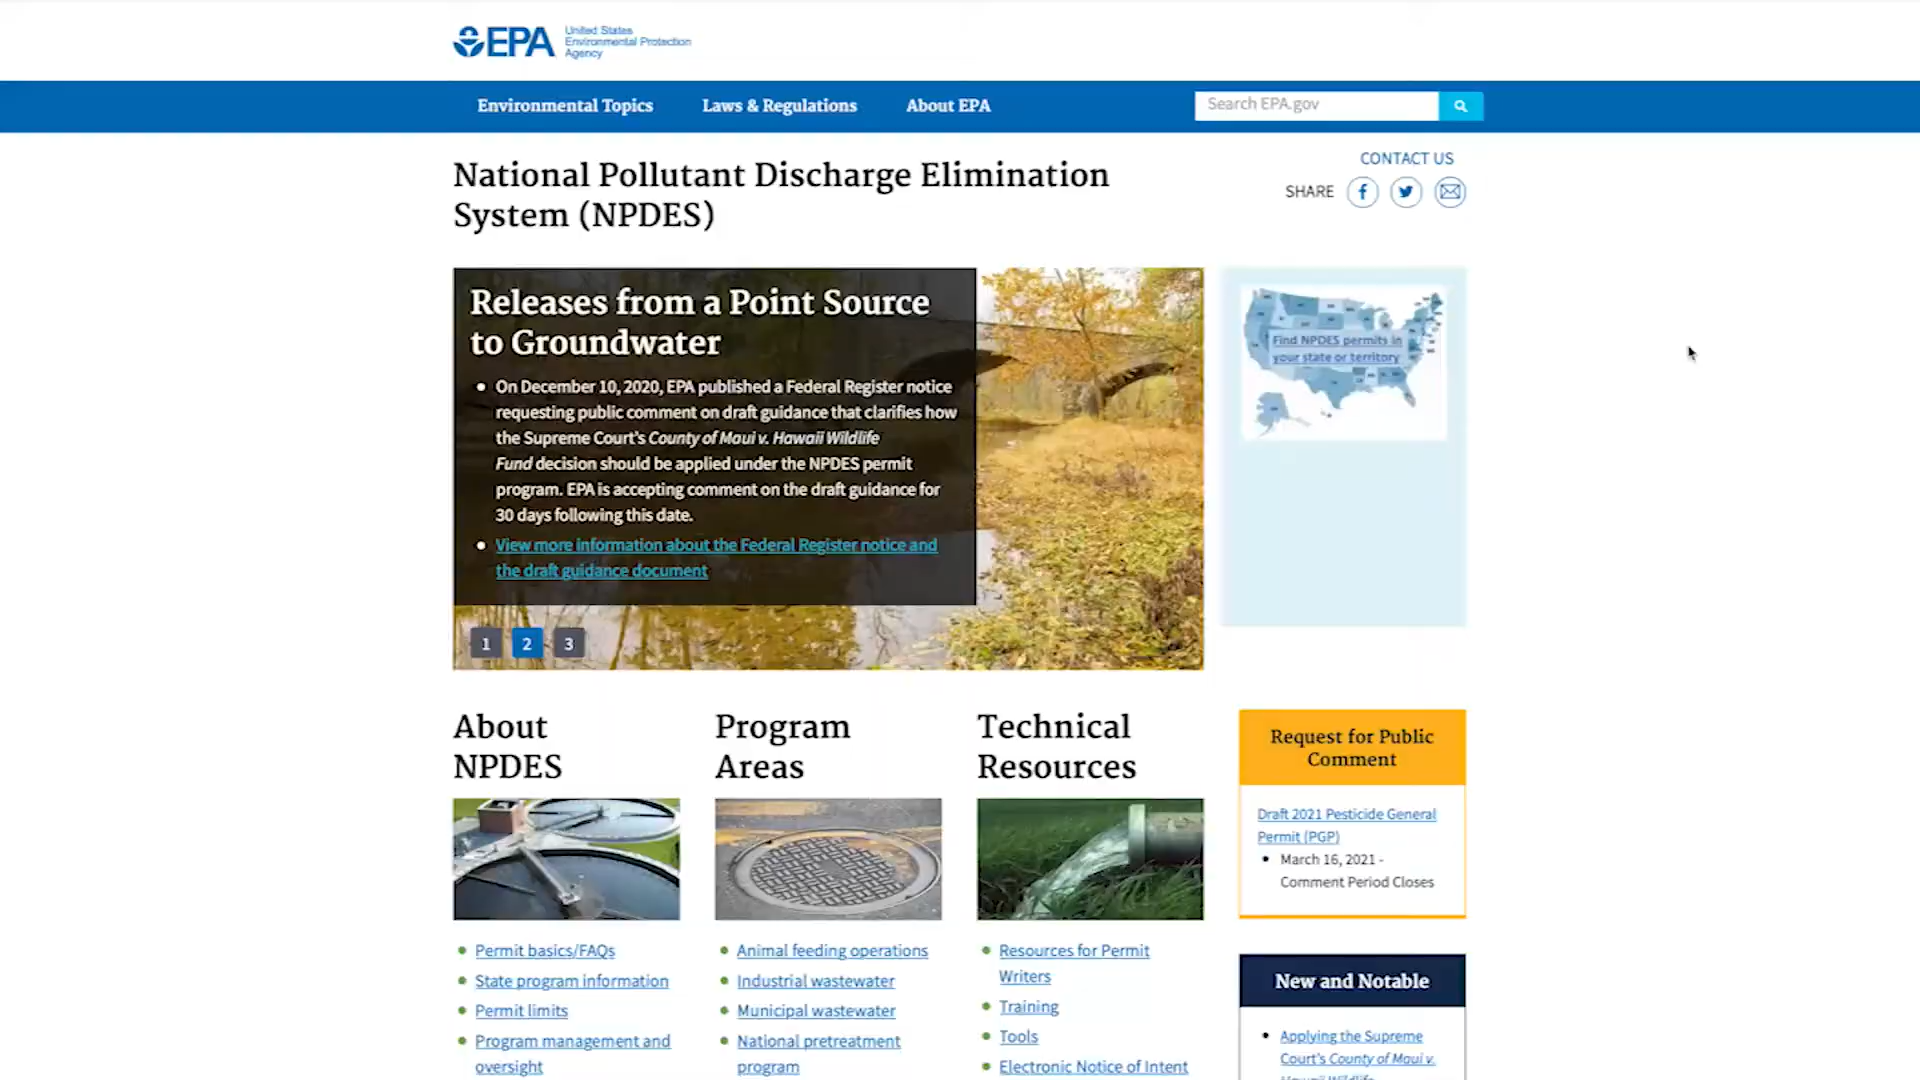 EPA
United States
Environmental Protection
Agency
Environmental Topics
Laws & Regulations
About EPA
Search EPA.gov
National Pollutant Discharge Elimination
System (NPDES)
CONTACT US
SHARE
Releases from a Point Source
to Groundwater
• On December 10, 2020, EPA published a Federal Register notice
requesting public comment on draft guidance that clarifies how
the Supreme Court's County of Maui v. Hawaii Wildlife
Fund decision should be applied under the NPDES permit
program. EPA is accepting comment on the draft guidance for
30 days following this date.
• View more information about the Federal Register notice and
the draft guidance document
1 2 3
Find NPDES permits in
your state or territory
About
NPDES
• Permit basics/FAQs
• State program information
• Permit limits
• Program management and
oversight
Program
Areas
• Animal feeding operations
• Industrial wastewater
• Municipal wastewater
• National pretreatment
program
Technical
Resources
• Resources for Permit
Writers
• Training
• Tools
• Electronic Notice of Intent
Request for Public
Comment
Draft 2021 Pesticide General
Permit (PGP)
• March 16, 2021 -
Comment Period Closes
New and Notable
• Applying the Supreme
Court's County of Maui v.